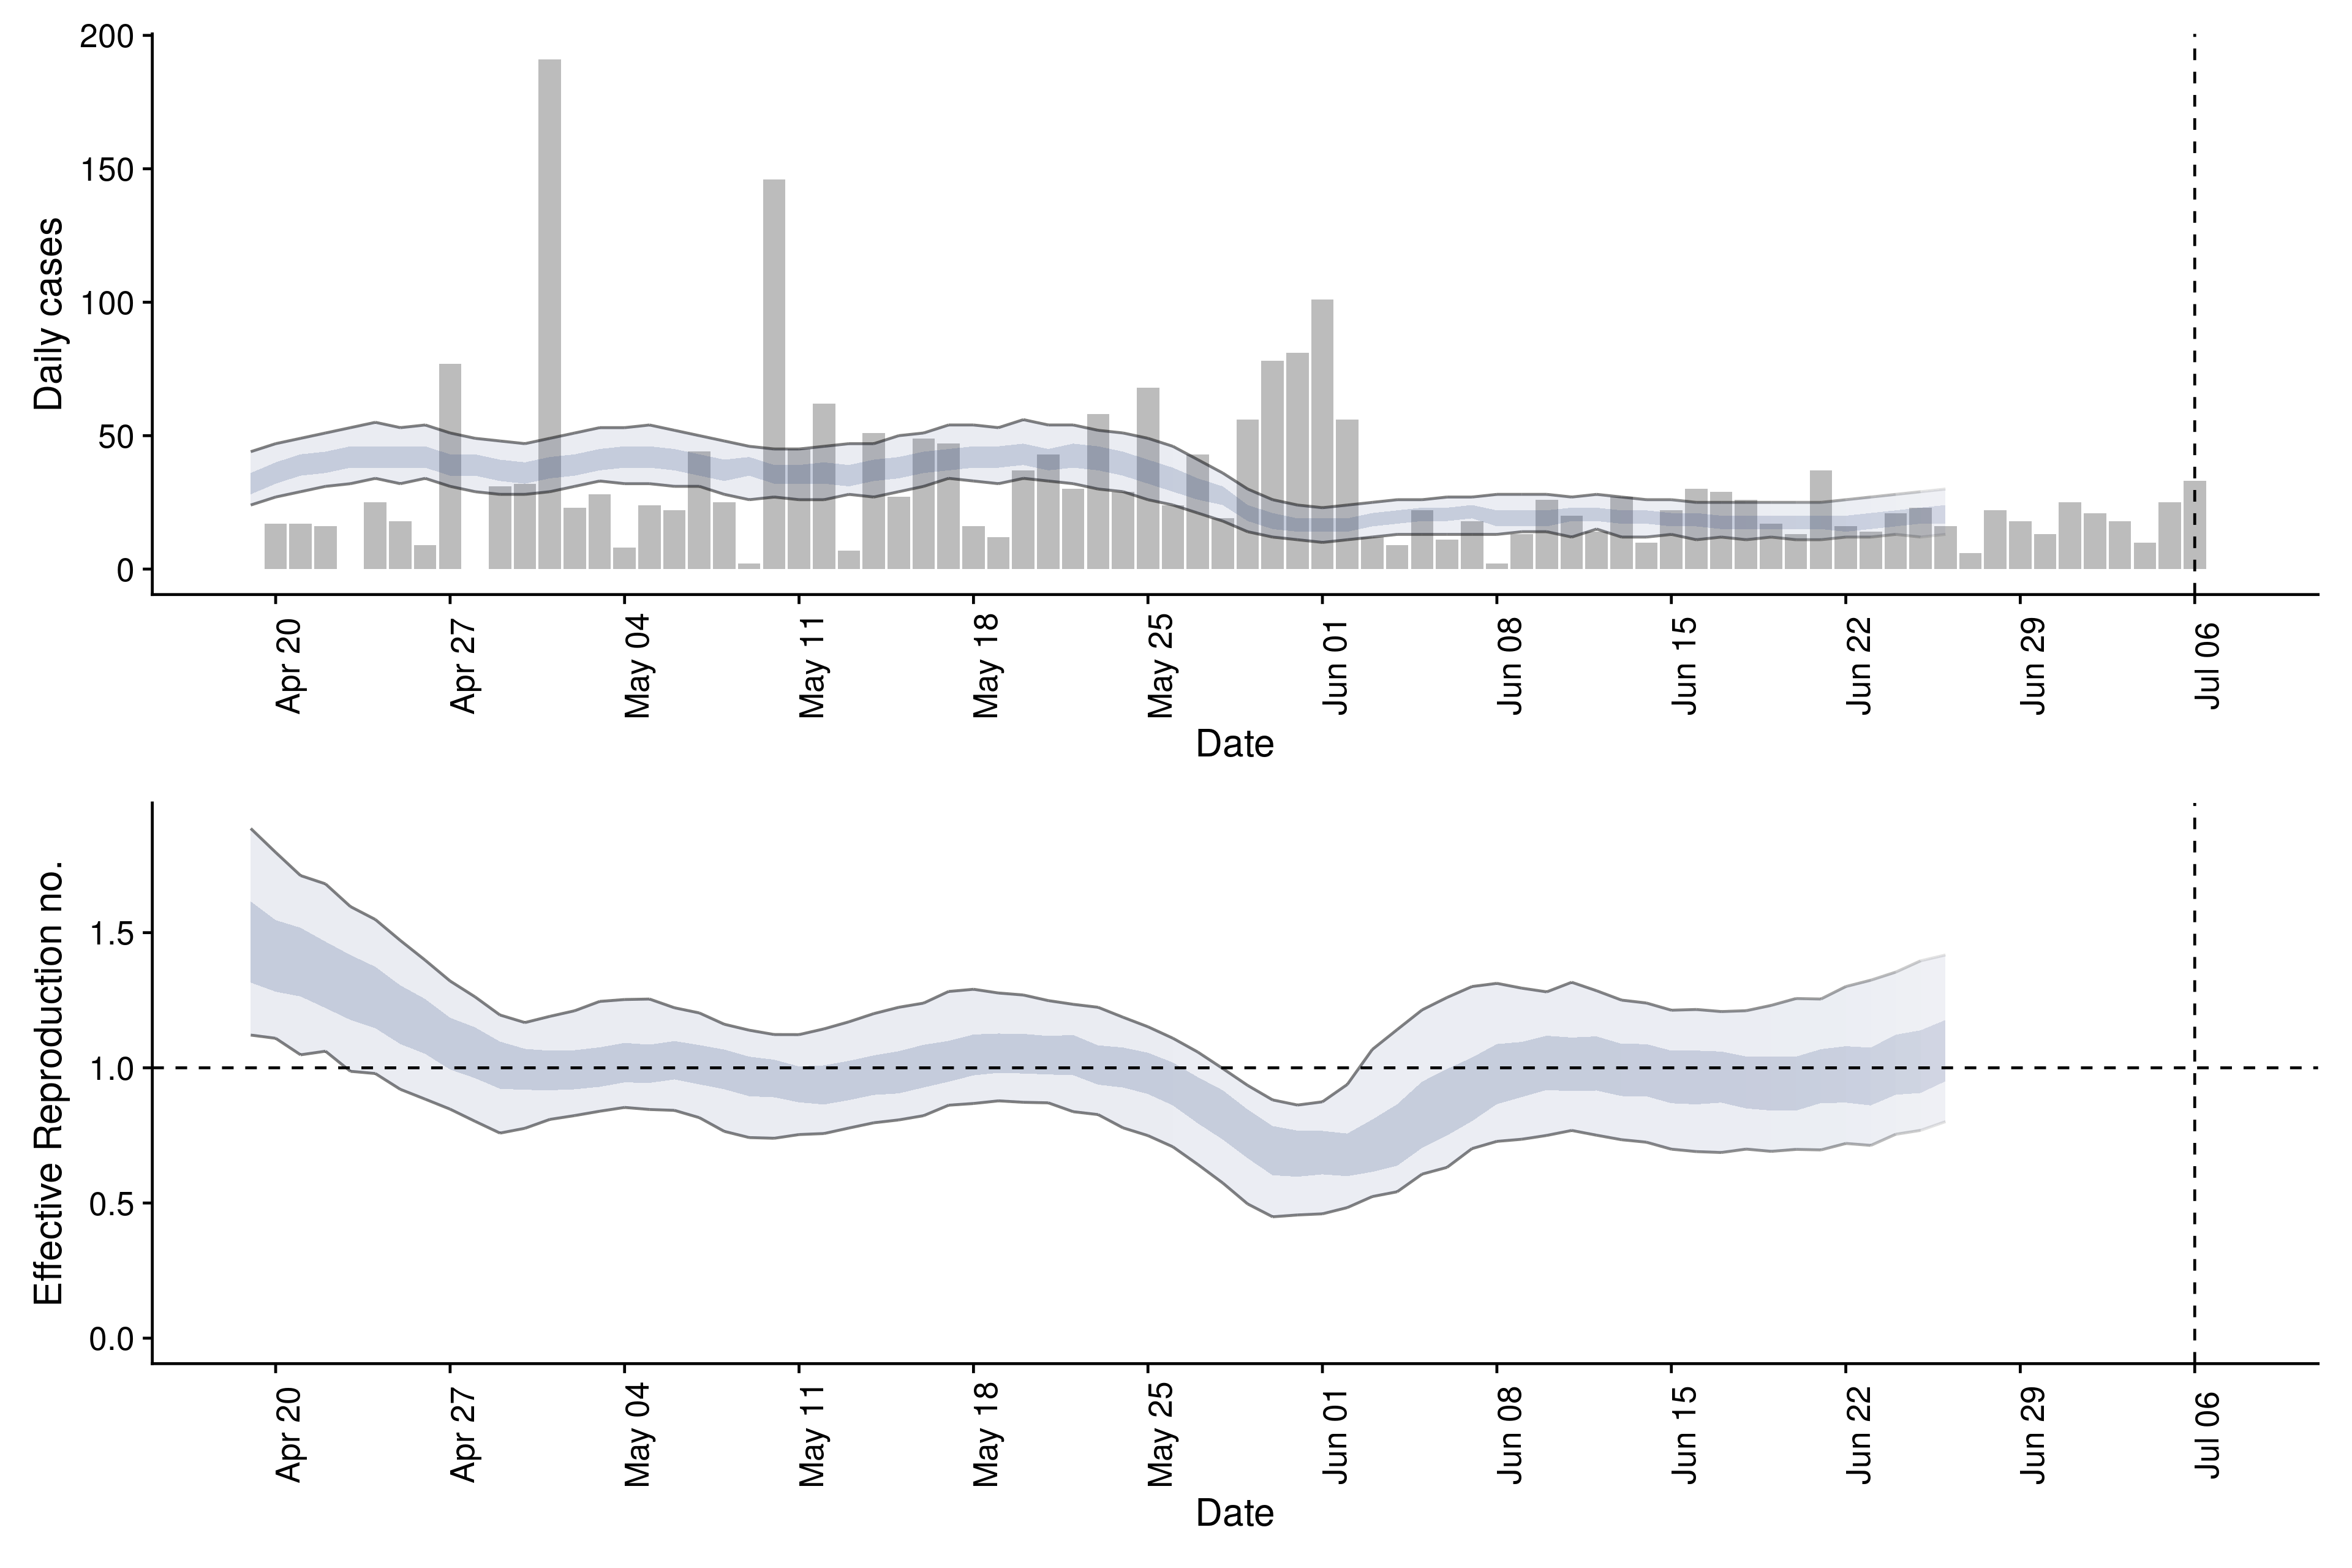 Daily cases
200
150
100
50
0
Apr 20
Apr 27
May 04
May 11
May 18
May 25
Jun 01
Jun 08
Jun 15
Jun 22
Jun 29
Jul 06
Date
Effective Reproduction no.
1.5
1.0
0.5
0.0
Apr 20
Apr 27
May 04
May 11
May 18
May 25
Jun 01
Jun 08
Jun 15
Jun 22
Jun 29
Jul 06
Date